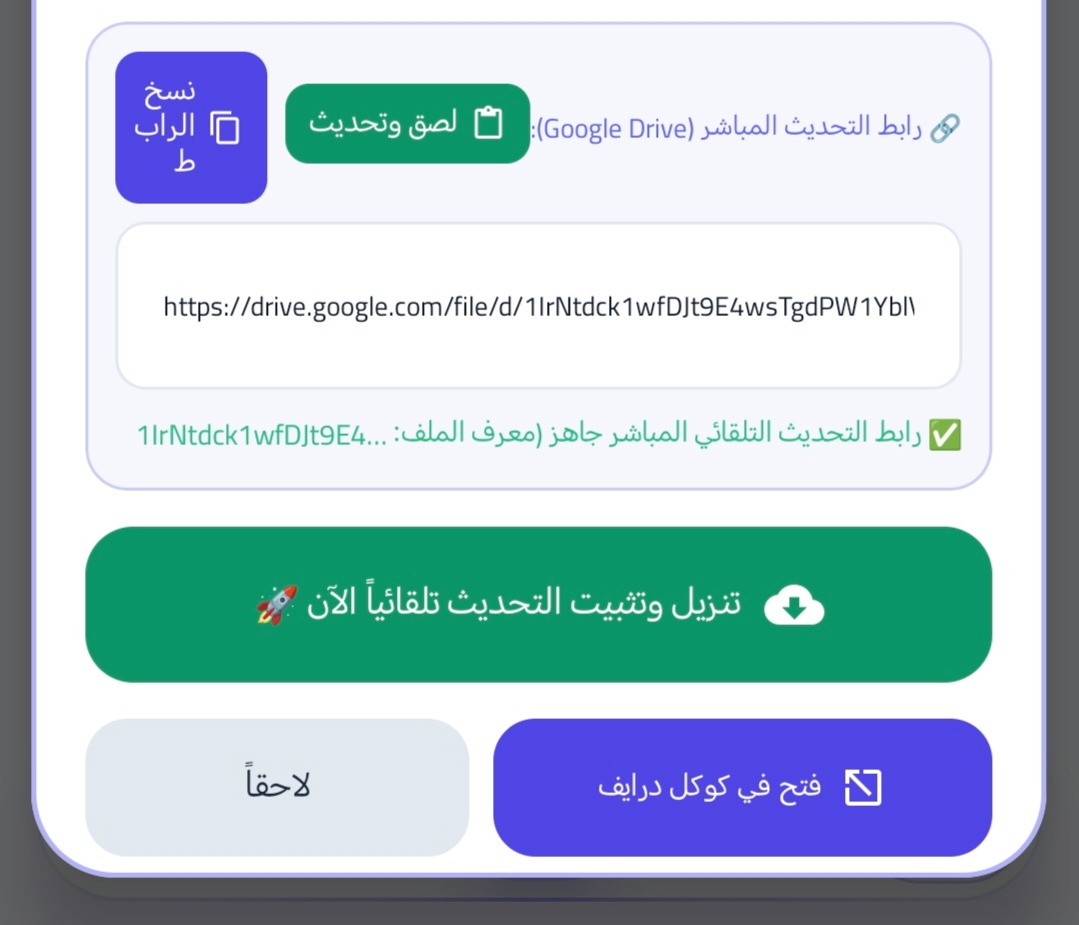 🔗 رابط التحديث المباشر (Google Drive):
لصق وتحديث
نسخ
الراب
ط
https://drive.google.com/file/d/1IrNtdck1wfDJt9E4wsTgdPW1Ybl
✅ رابط التحديث التلقائي المباشر جاهز (معرف الملف: 1IrNtdck1wfDJt9E4...
تنزيل وتثبيت التحديث تلقائياً الآن 🚀
فتح في كوكل درايف
لاحقاً